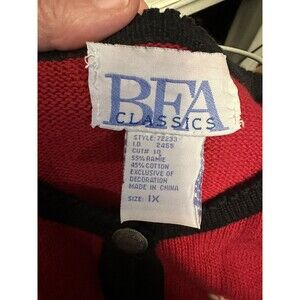 BFA
CLASSICS
STYLE: 72233
I.D. 2455
CUT# 10
55% RAMIE
45% COTTON
EXCLUSIVE OF
DECORATION
MADE IN CHINA
SIZE: 1X